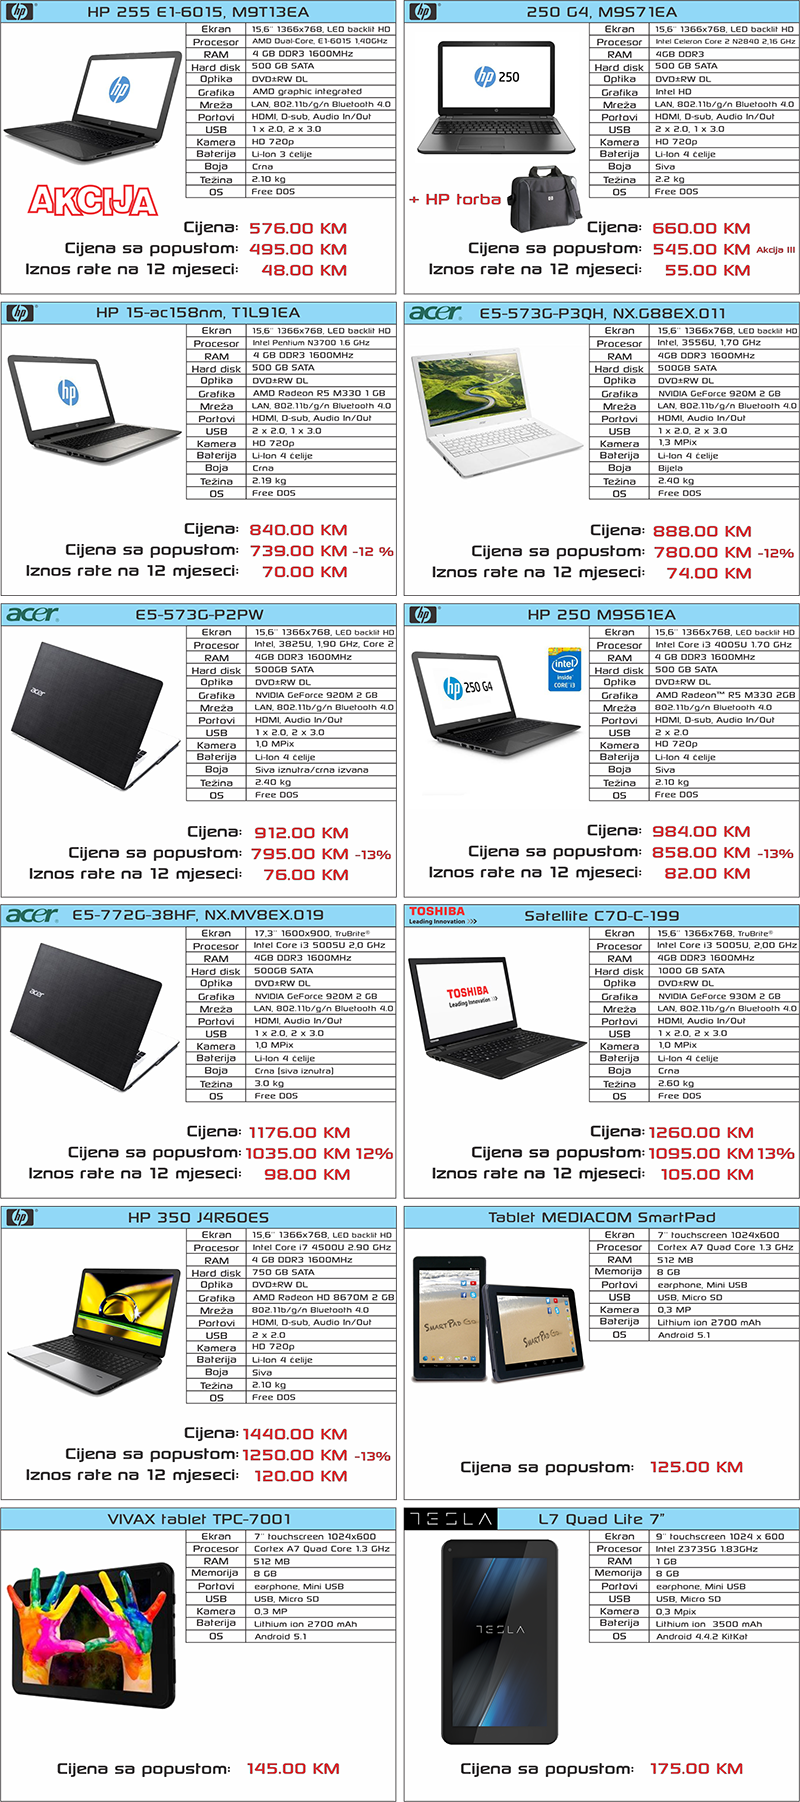 hp HP 255 E1-6015, M9T13EA
Ekran 15,6" 1366x768, LED backlit HD
Procesor AMD Dual-Core, E1-6015 1,40GHz
RAM 4 GB DDR3 1600MHz
Hard disk 500 GB SATA
Optika DVD±RW DL
Grafika AMD graphic integrated
Mreža LAN, 802.11b/g/n Bluetooth 4.0
Portovi HDMI, D-sub, Audio In/Out
USB 1 x 2.0, 2 x 3.0
Kamera HD 720p
Baterija Li-Ion 3 ćelije
Boja Crna
Težina 2.10 kg
OS Free DOS
hp
AKCIJA
Cijena: 576.00 KM
Cijena sa popustom: 495.00 KM
Iznos rate na 12 mjeseci: 48.00 KM
hp 250 G4, M9S71EA
Ekran 15,6" 1366x768, LED backlit HD
Procesor Intel Celeron Core 2 N2840 2,16 GHz
RAM 4GB DDR3
Hard disk 500 GB SATA
Optika DVD±RW DL
Grafika Intel HD
Mreža LAN, 802.11b/g/n Bluetooth 4.0
Portovi HDMI, D-sub, Audio In/Out
USB 2 x 2.0, 1 x 3.0
Kamera HD 720p
Baterija Li-Ion 4 ćelije
Boja Siva
Težina 2.2 kg
OS Free DOS
hp 250
+ HP torba
Cijena: 660.00 KM
Cijena sa popustom: 545.00 KM Akcija III
Iznos rate na 12 mjeseci: 55.00 KM
hp HP 15-ac158nm, T1L91EA
Ekran 15,6" 1366x768, LED backlit HD
Procesor Intel Pentium N3700 1.6 GHz
RAM 4 GB DDR3 1600MHz
Hard disk 500 GB SATA
Optika DVD±RW DL
Grafika AMD Radeon R5 M330 1 GB
Mreža LAN, 802.11b/g/n Bluetooth 4.0
Portovi HDMI, D-sub, Audio In/Out
USB 2 x 2.0, 1 x 3.0
Kamera HD 720p
Baterija Li-Ion 4 ćelije
Boja Crna
Težina 2.19 kg
OS Free DOS
hp
Cijena: 840.00 KM
Cijena sa popustom: 739.00 KM -12 %
Iznos rate na 12 mjeseci: 70.00 KM
acer E5-573G-P3QH, NX.G88EX.011
Ekran 15,6" 1366x768, LED backlit HD
Procesor Intel, 3556U, 1,70 GHz
RAM 4GB DDR3 1600MHz
Hard disk 500GB SATA
Optika DVD±RW DL
Grafika NVIDIA GeForce 920M 2 GB
Mreža LAN, 802.11b/g/n Bluetooth 4.0
Portovi HDMI, Audio In/Out
USB 1 x 2.0, 2 x 3.0
Kamera 1,3 MPix
Baterija Li-Ion 4 ćelije
Boja Bijela
Težina 2.40 kg
OS Free DOS
Cijena: 888.00 KM
Cijena sa popustom: 780.00 KM -12%
Iznos rate na 12 mjeseci: 74.00 KM
acer E5-573G-P2PW
Ekran 15,6" 1366x768, LED backlit HD
Procesor Intel, 3825U, 1,90 GHz, Core 2
RAM 4GB DDR3 1600MHz
Hard disk 500GB SATA
Optika DVD±RW DL
Grafika NVIDIA GeForce 920M 2 GB
Mreža LAN, 802.11b/g/n Bluetooth 4.0
Portovi HDMI, Audio In/Out
USB 1 x 2.0, 2 x 3.0
Kamera 1,0 MPix
Baterija Li-Ion 4 ćelije
Boja Siva iznutra/crna izvana
Težina 2.40 kg
OS Free DOS
acer
Cijena: 912.00 KM
Cijena sa popustom: 795.00 KM -13%
Iznos rate na 12 mjeseci: 76.00 KM
hp HP 250 M9S61EA
Ekran 15,6" 1366x768, LED backlit HD
Procesor Intel Core i3 4005U 1.70 GHz
RAM 4 GB DDR3 1600MHz
Hard disk 500 GB SATA
Optika DVD±RW DL
Grafika AMD Radeon™ R5 M330 2GB
Mreža 802.11b/g/n Bluetooth 4.0
Portovi HDMI, D-sub, Audio In/Out
USB 2 x 2.0
Kamera HD 720p
Baterija Li-Ion 4 ćelije
Boja Siva
Težina 2.10 kg
OS Free DOS
hp 250 G4
intel inside CORE i3
Cijena: 984.00 KM
Cijena sa popustom: 858.00 KM -13%
Iznos rate na 12 mjeseci: 82.00 KM
acer E5-772G-38HF, NX.MV8EX.019
Ekran 17,3" 1600x900, TruBrite®
Procesor Intel Core i3 5005U 2,0 GHz
RAM 4GB DDR3 1600MHz
Hard disk 500GB SATA
Optika DVD±RW DL
Grafika NVIDIA GeForce 920M 2 GB
Mreža LAN, 802.11b/g/n Bluetooth 4.0
Portovi HDMI, Audio In/Out
USB 1 x 2.0, 2 x 3.0
Kamera 1,0 MPix
Baterija Li-Ion 4 ćelije
Boja Crna (siva iznutra)
Težina 3.0 kg
OS Free DOS
acer
Cijena: 1176.00 KM
Cijena sa popustom: 1035.00 KM 12%
Iznos rate na 12 mjeseci: 98.00 KM
TOSHIBA Satellite C70-C-199
Leading Innovation >>>
Ekran 15,6" 1366x768, TruBrite®
Procesor Intel Core i3 5005U, 2,00 GHz
RAM 4GB DDR3 1600MHz
Hard disk 1000 GB SATA
Optika DVD±RW DL
Grafika NVIDIA GeForce 930M 2 GB
Mreža LAN, 802.11b/g/n Bluetooth 4.0
Portovi HDMI, Audio In/Out
USB 1 x 2.0, 2 x 3.0
Kamera 1,0 MPix
Baterija Li-Ion 4 ćelije
Boja Crna
Težina 2.60 kg
OS Free DOS
TOSHIBA
Leading Innovation >>>
Cijena: 1260.00 KM
Cijena sa popustom: 1095.00 KM 13%
Iznos rate na 12 mjeseci: 105.00 KM
hp HP 350 J4R60ES
Ekran 15,6" 1366x768, LED backlit HD
Procesor Intel Core i7 4500U 2.90 GHz
RAM 4 GB DDR3 1600MHz
Hard disk 750 GB SATA
Optika DVD±RW DL
Grafika AMD Radeon HD 8670M 2 GB
Mreža 802.11b/g/n Bluetooth 4.0
Portovi HDMI, D-sub, Audio In/Out
USB 2 x 2.0
Kamera HD 720p
Baterija Li-Ion 4 ćelije
Boja Siva
Težina 2.10 kg
OS Free DOS
Cijena: 1440.00 KM
Cijena sa popustom: 1250.00 KM -13%
Iznos rate na 12 mjeseci: 120.00 KM
Tablet MEDIACOM SmartPad
Ekran 7" touchscreen 1024x600
Procesor Cortex A7 Quad Core 1.3 GHz
RAM 512 MB
Memorija 8 GB
Portovi earphone, Mini USB
USB USB, Micro SD
Kamera 0,3 MP
Baterija Lithium ion 2700 mAh
OS Android 5.1
SmartPad
SmartPad
Cijena sa popustom: 125.00 KM
VIVAX tablet TPC-7001
Ekran 7" touchscreen 1024x600
Procesor Cortex A7 Quad Core 1.3 GHz
RAM 512 MB
Memorija 8 GB
Portovi earphone, Mini USB
USB USB, Micro SD
Kamera 0,3 MP
Baterija Lithium ion 2700 mAh
OS Android 5.1
Cijena sa popustom: 145.00 KM
TESLA L7 Quad Lite 7"
Ekran 9" touchscreen 1024 x 600
Procesor Intel Z3735G 1.83GHz
RAM 1 GB
Memorija 8 GB
Portovi earphone, Mini USB
USB USB, Micro SD
Kamera 0,3 Mpix
Baterija Lithium ion 3500 mAh
OS Android 4.4.2 KitKat
TESLA
Cijena sa popustom: 175.00 KM